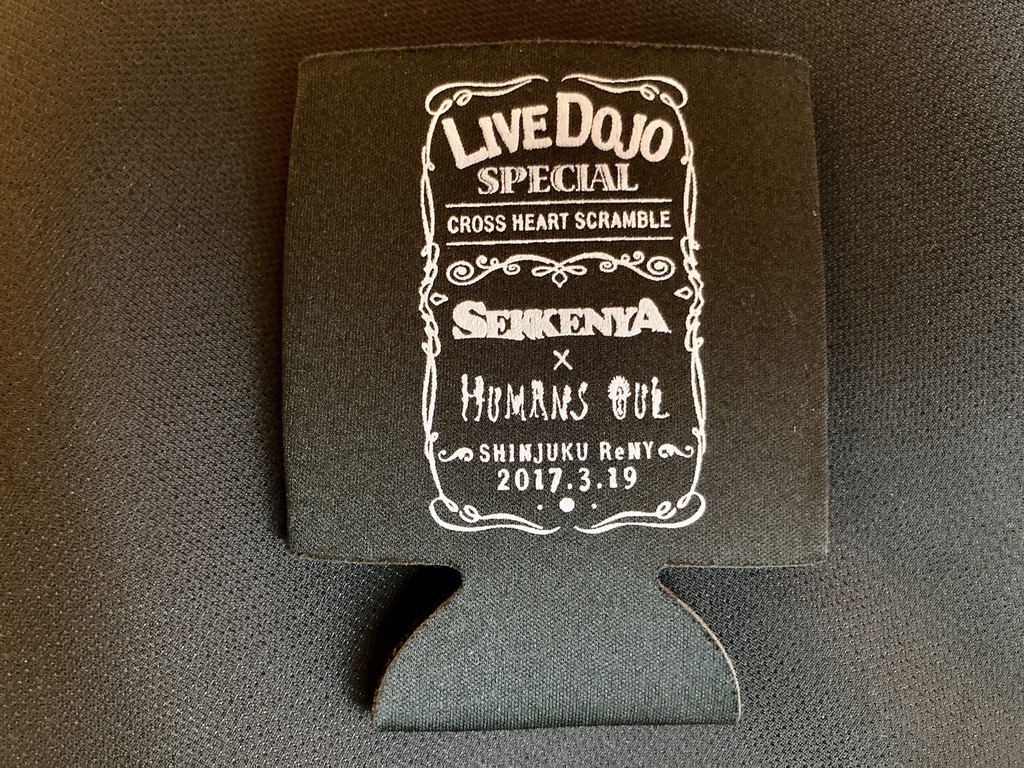 LIVE DOJO
SPECIAL
CROSS HEART SCRAMBLE
SEKKENYA
×
HUMANS OUL
SHINJUKU ReNY
2017.3.19